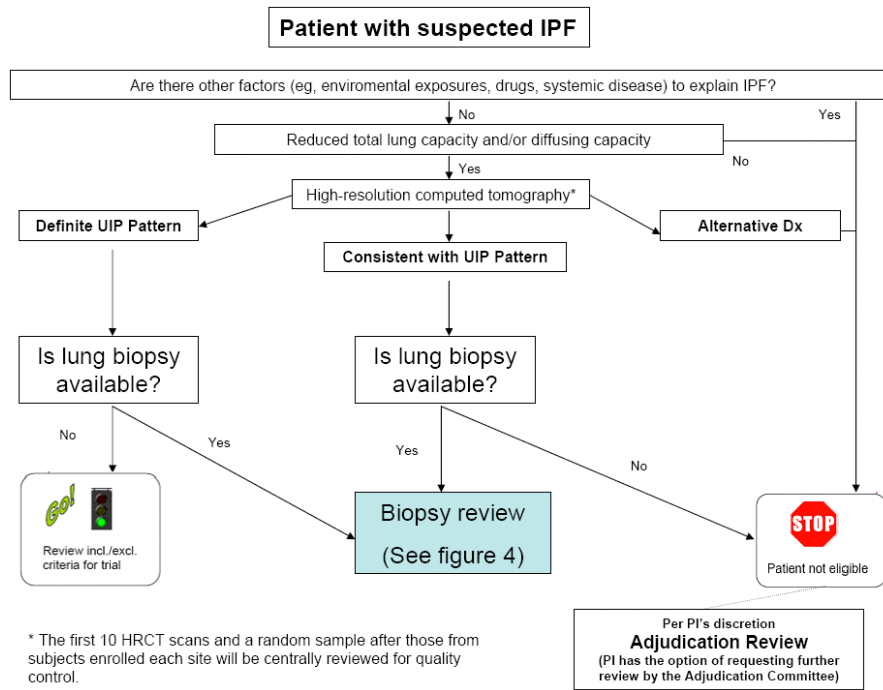 Patient with suspected IPF
Are there other factors (eg, enviromental exposures, drugs, systemic disease) to explain IPF?
No
Yes
Reduced total lung capacity and/or diffusing capacity
No
Yes
High-resolution computed tomography*
Definite UIP Pattern
Alternative Dx
Consistent with UIP Pattern
Is lung biopsy
available?
Is lung biopsy
available?
No
Yes
Yes
No
Go!
Review incl./excl.
criteria for trial
Biopsy review
(See figure 4)
STOP
Patient not eligible
* The first 10 HRCT scans and a random sample after those from
subjects enrolled each site will be centrally reviewed for quality
control.
Per PI's discretion
Adjudication Review
(PI has the option of requesting further
review by the Adjudication Committee)